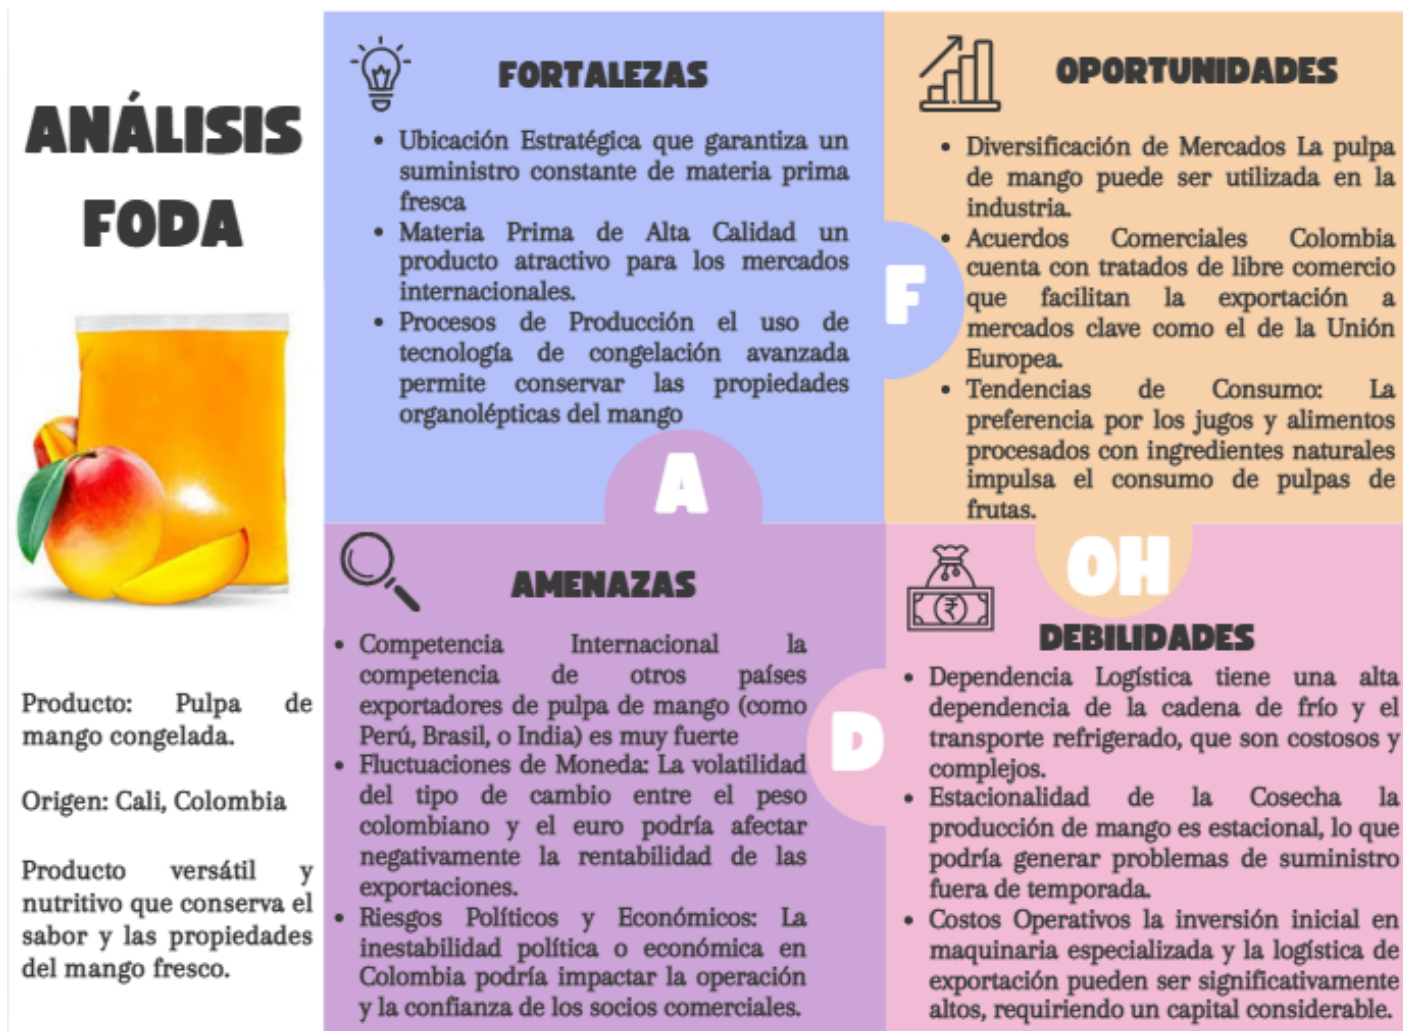 ANÁLISIS
FODA
Producto: Pulpa de
mango congelada.
Origen: Cali, Colombia
Producto versátil y
nutritivo que conserva el
sabor y las propiedades
del mango fresco.
FORTALEZAS
• Ubicación Estratégica que garantiza un
suministro constante de materia prima
fresca
• Materia Prima de Alta Calidad un
producto atractivo para los mercados
internacionales.
• Procesos de Producción el uso de
tecnología de congelación avanzada
permite conservar las propiedades
organolépticas del mango
F
OPORTUNIDADES
• Diversificación de Mercados La pulpa
de mango puede ser utilizada en la
industria.
• Acuerdos Comerciales Colombia
cuenta con tratados de libre comercio
que facilitan la exportación a
mercados clave como el de la Unión
Europea.
• Tendencias de Consumo: La
preferencia por los jugos y alimentos
procesados con ingredientes naturales
impulsa el consumo de pulpas de
frutas.
OH
A
AMENAZAS
• Competencia Internacional la
competencia de otros países
exportadores de pulpa de mango (como
Perú, Brasil, o India) es muy fuerte
• Fluctuaciones de Moneda: La volatilidad
del tipo de cambio entre el peso
colombiano y el euro podría afectar
negativamente la rentabilidad de las
exportaciones.
• Riesgos Políticos y Económicos: La
inestabilidad política o económica en
Colombia podría impactar la operación
y la confianza de los socios comerciales.
D
₹
DEBILIDADES
• Dependencia Logística tiene una alta
dependencia de la cadena de frío y el
transporte refrigerado, que son costosos y
complejos.
• Estacionalidad de la Cosecha la
producción de mango es estacional, lo que
podría generar problemas de suministro
fuera de temporada.
• Costos Operativos la inversión inicial en
maquinaria especializada y la logística de
exportación pueden ser significativamente
altos, requiriendo un capital considerable.